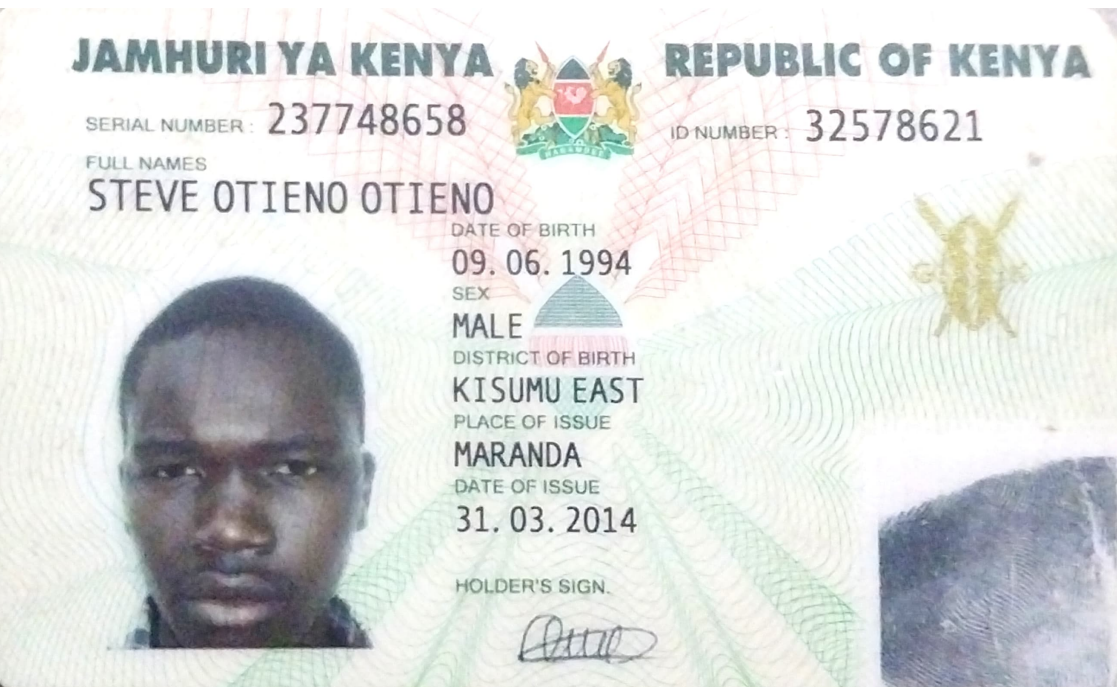 JAMHURI YA KENYA
REPUBLIC OF KENYA
SERIAL NUMBER : 237748658
ID NUMBER : 32578621
FULL NAMES
STEVE OTIENO OTIENO
DATE OF BIRTH
09. 06. 1994
SEX
MALE
DISTRICT OF BIRTH
KISUMU EAST
PLACE OF ISSUE
MARANDA
DATE OF ISSUE
31. 03. 2014
HOLDER'S SIGN.